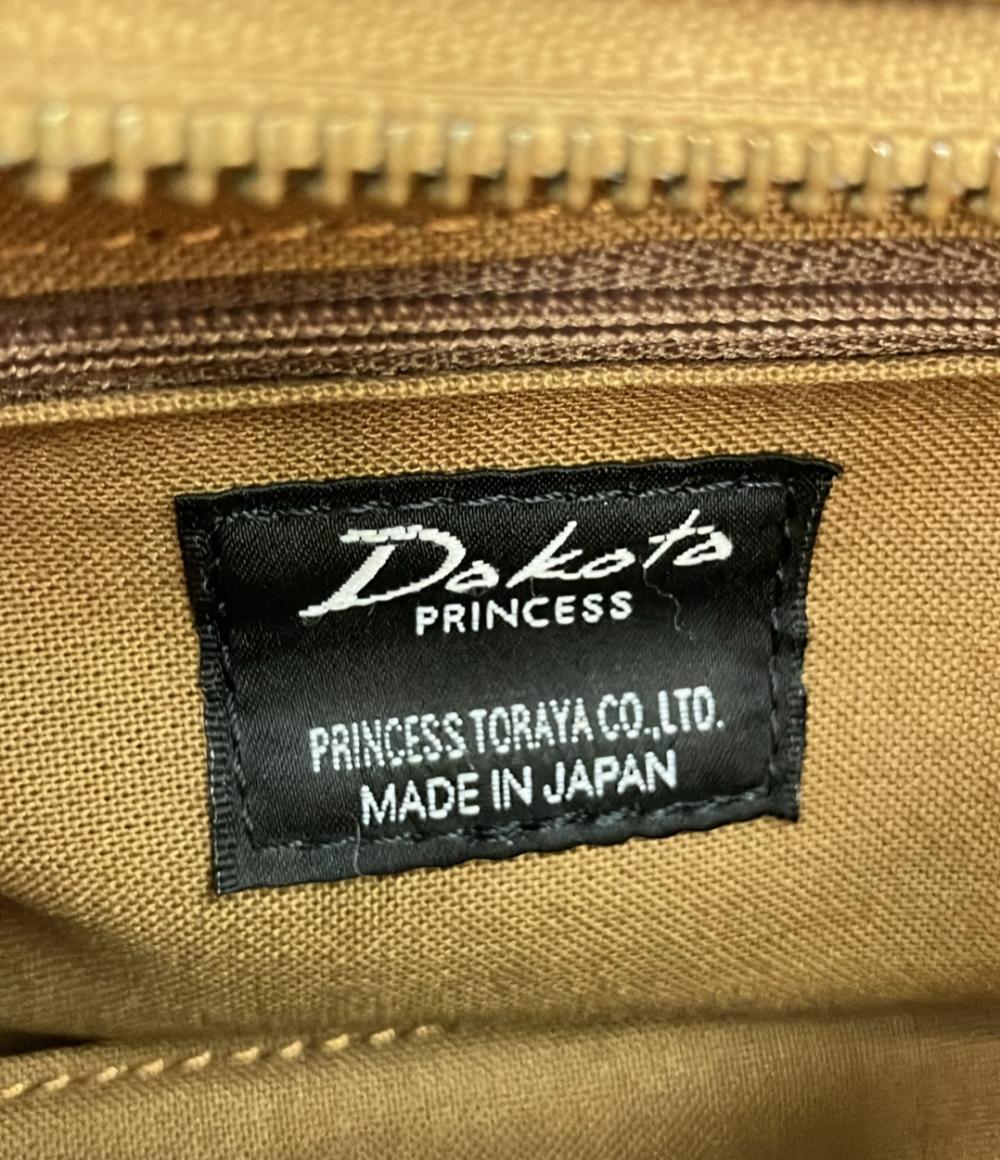 Dakota
PRINCESS
PRINCESS TORAYA CO.,LTD.
MADE IN JAPAN